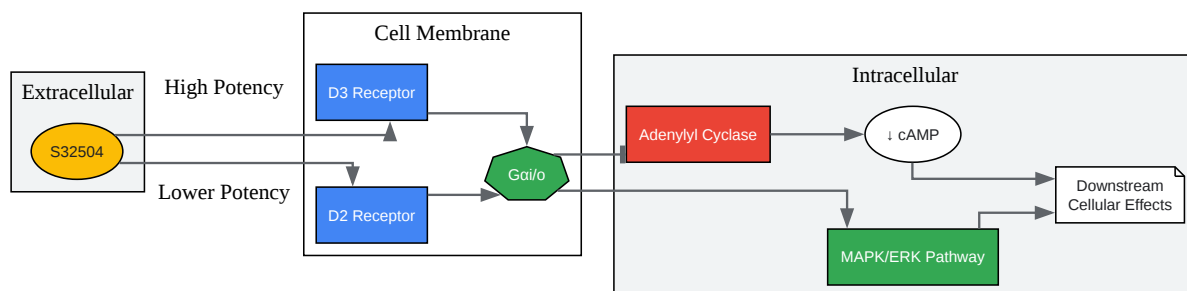 Extracellular
S32504
High Potency
Lower Potency
Cell Membrane
D3 Receptor
D2 Receptor
Gαi/o
Intracellular
Adenylyl Cyclase
↓ cAMP
MAPK/ERK Pathway
Downstream
Cellular Effects